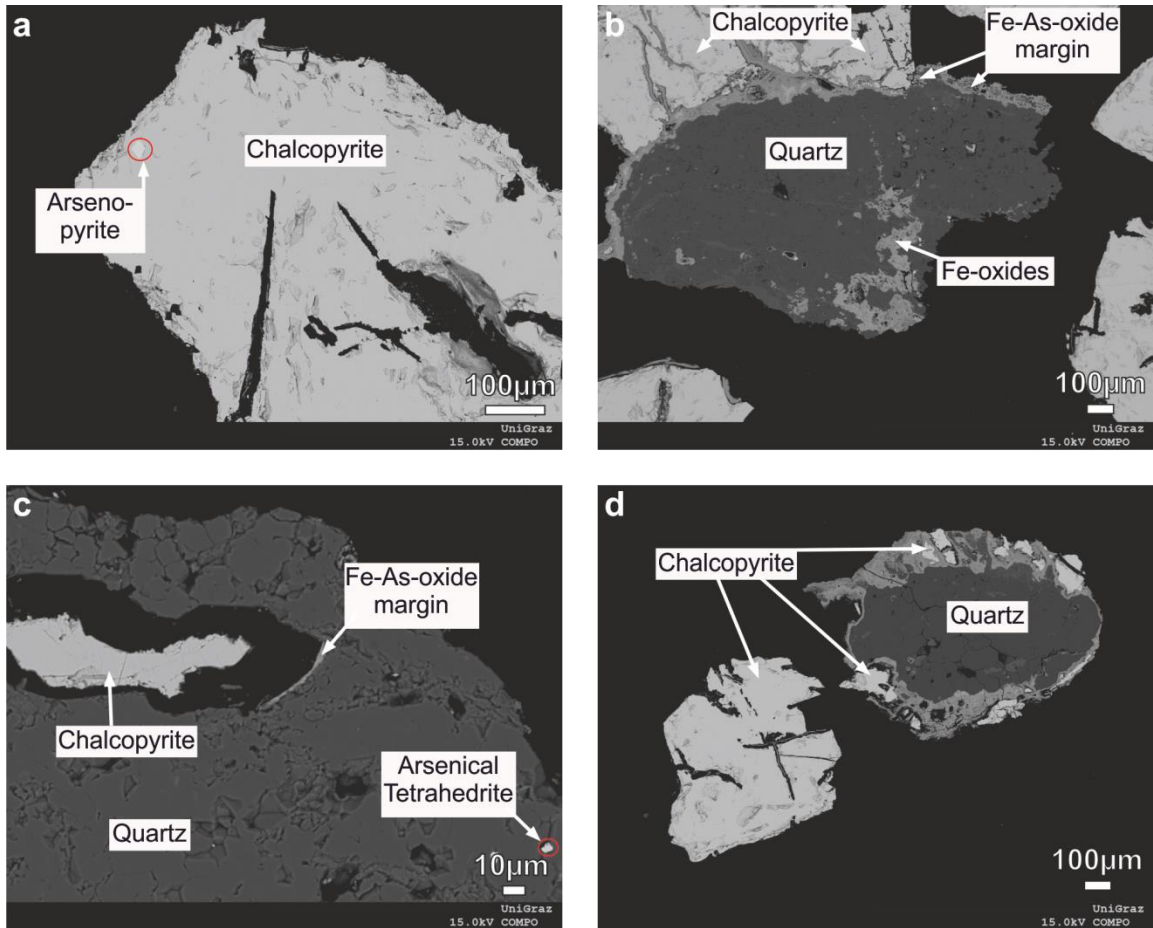 a
Chalcopyrite
Arseno-
pyrite
100µm
UniGraz
15.0kV COMPO
b
Chalcopyrite
Fe-As-oxide
margin
Quartz
Fe-oxides
100µm
UniGraz
15.0kV COMPO
c
Fe-As-oxide
margin
Chalcopyrite
Arsenical
Tetrahedrite
Quartz
10µm
UniGraz
15.0kV COMPO
d
Chalcopyrite
Quartz
100µm
UniGraz
15.0kV COMPO